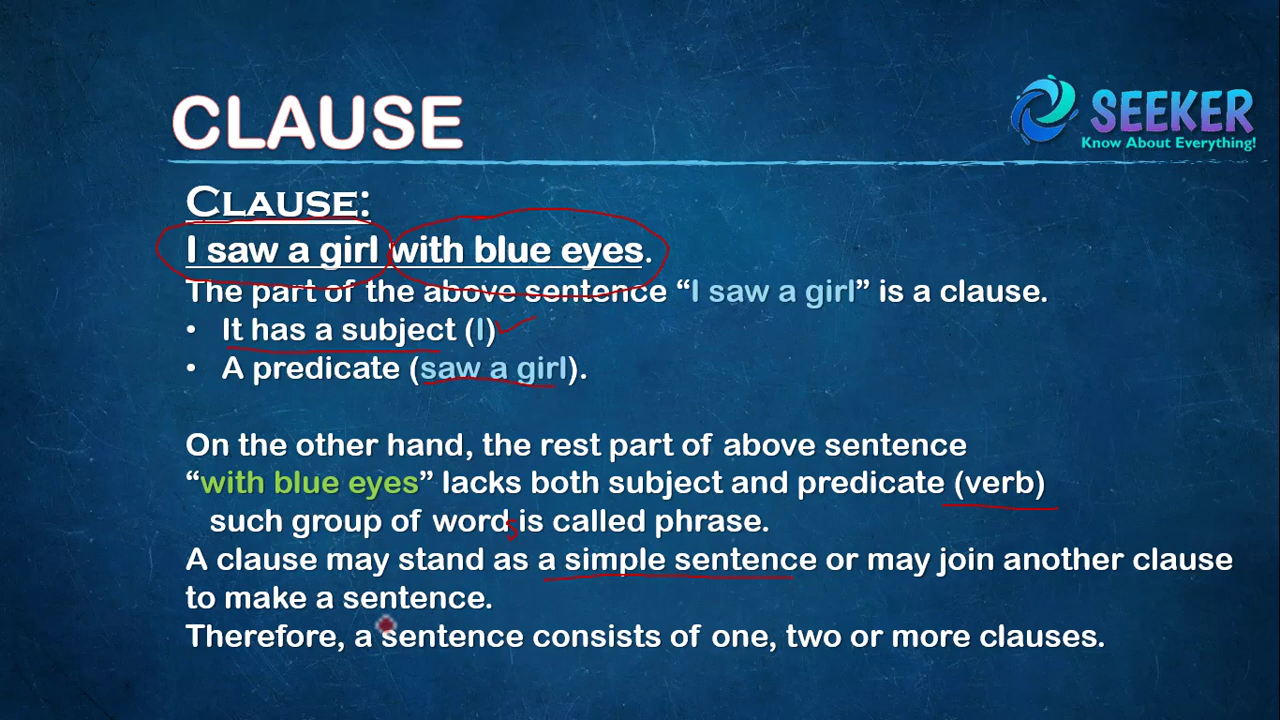 CLAUSE
SEEKER
Know About Everything!
CLAUSE:
I saw a girl with blue eyes.
The part of the above sentence “I saw a girl” is a clause.
• It has a subject (I)
• A predicate (saw a girl).
On the other hand, the rest part of above sentence
“with blue eyes” lacks both subject and predicate (verb)
such group of words is called phrase.
A clause may stand as a simple sentence or may join another clause
to make a sentence.
Therefore, a sentence consists of one, two or more clauses.